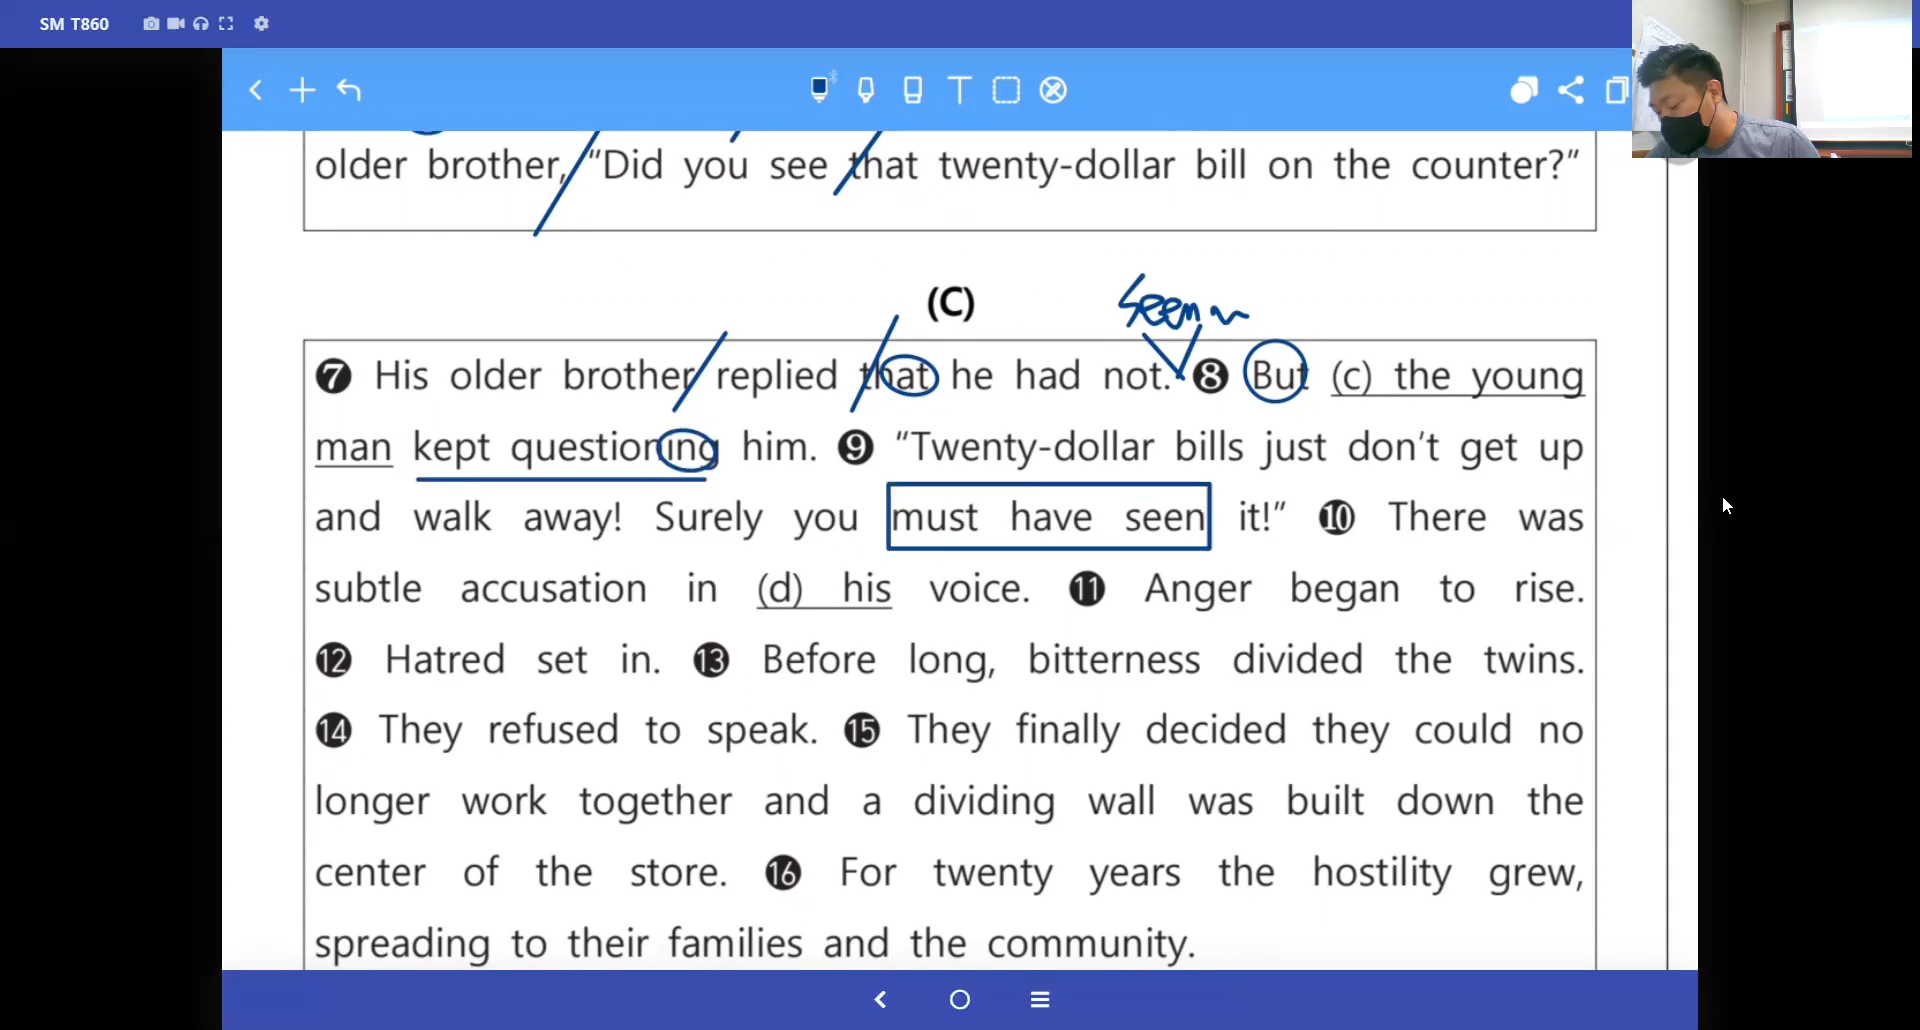 SM T860
older brother, “Did you see that twenty-dollar bill on the counter?”
(C)
seen
❼ His older brother replied that he had not. ❽ But (c) the young
man kept questioning him. ❾ “Twenty-dollar bills just don’t get up
and walk away! Surely you must have seen it!” ❿ There was
subtle accusation in (d) his voice. ⓫ Anger began to rise.
⓬ Hatred set in. ⓭ Before long, bitterness divided the twins.
⓮ They refused to speak. ⓯ They finally decided they could no
longer work together and a dividing wall was built down the
center of the store. ⓰ For twenty years the hostility grew,
spreading to their families and the community.